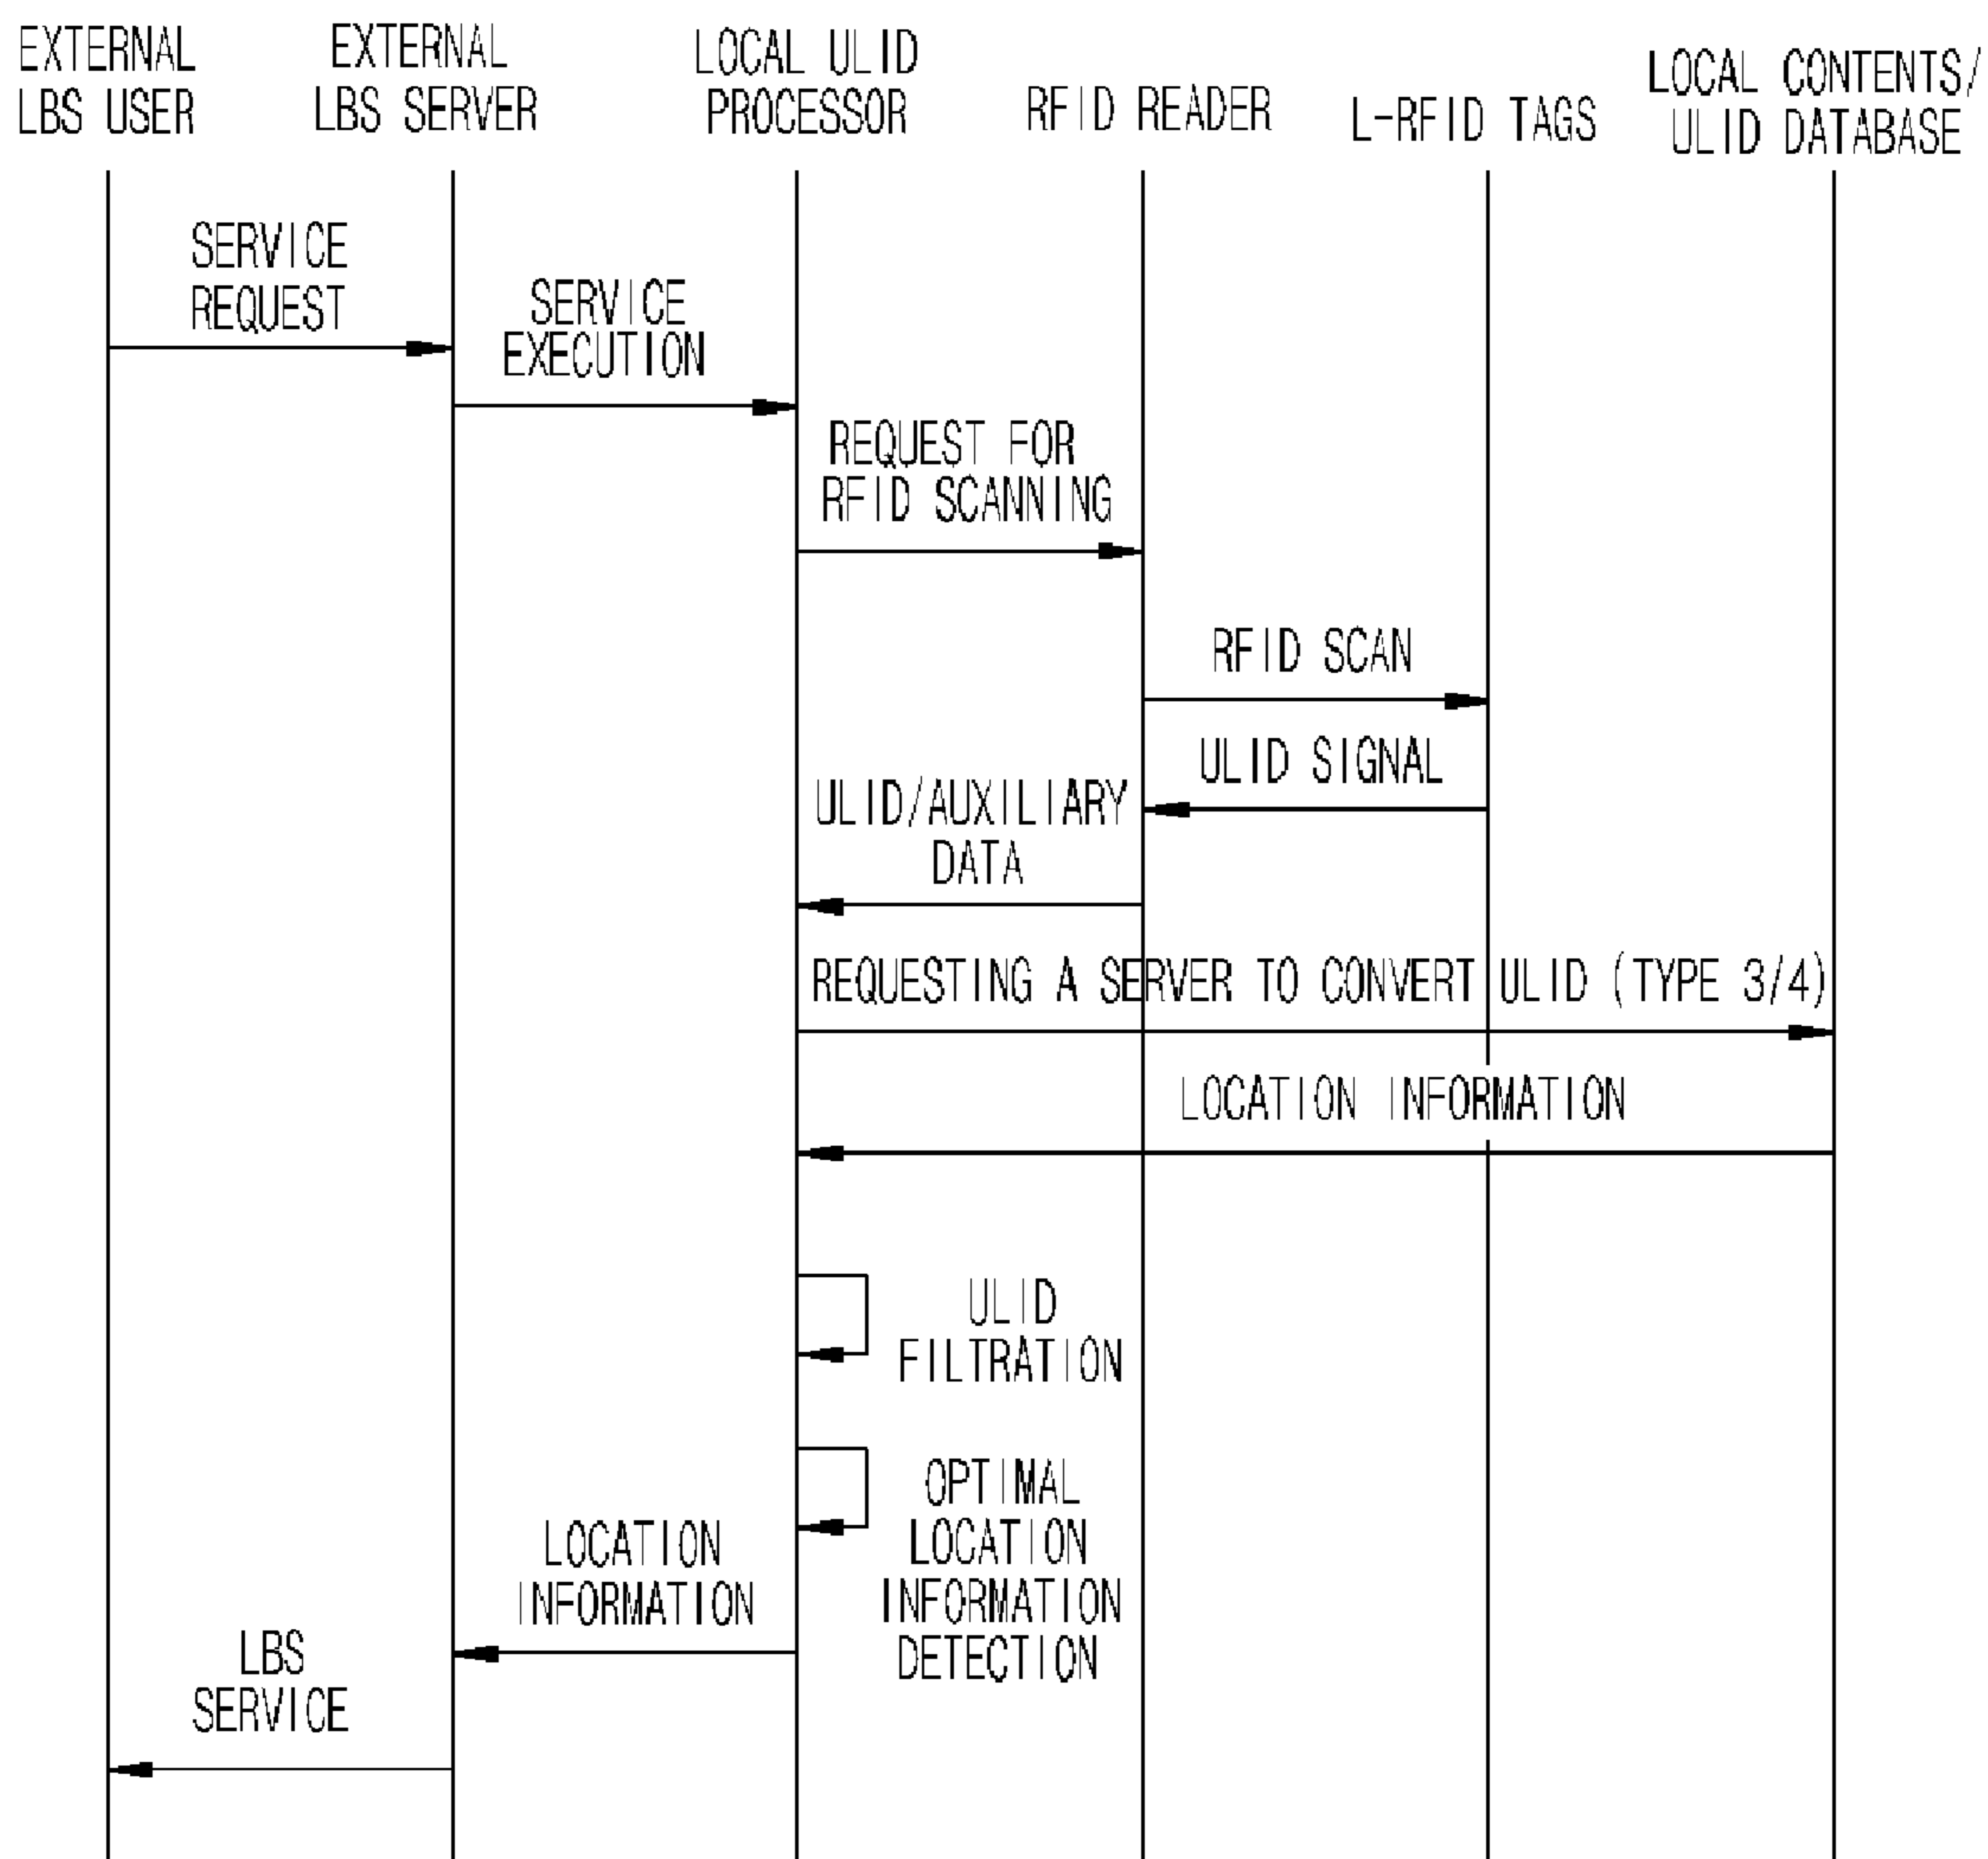 EXTERNAL
LBS USER
EXTERNAL
LBS SERVER
LOCAL ULID
PROCESSOR
RFID READER
L-RFID TAGS
LOCAL CONTENTS/
ULID DATABASE
SERVICE
REQUEST
SERVICE
EXECUTION
REQUEST FOR
RFID SCANNING
RFID SCAN
ULID SIGNAL
ULID/AUXILIARY
DATA
REQUESTING A SERVER TO CONVERT ULID (TYPE 3/4)
LOCATION INFORMATION
ULID
FILTRATION
OPTIMAL
LOCATION
INFORMATION
DETECTION
LOCATION
INFORMATION
LBS
SERVICE